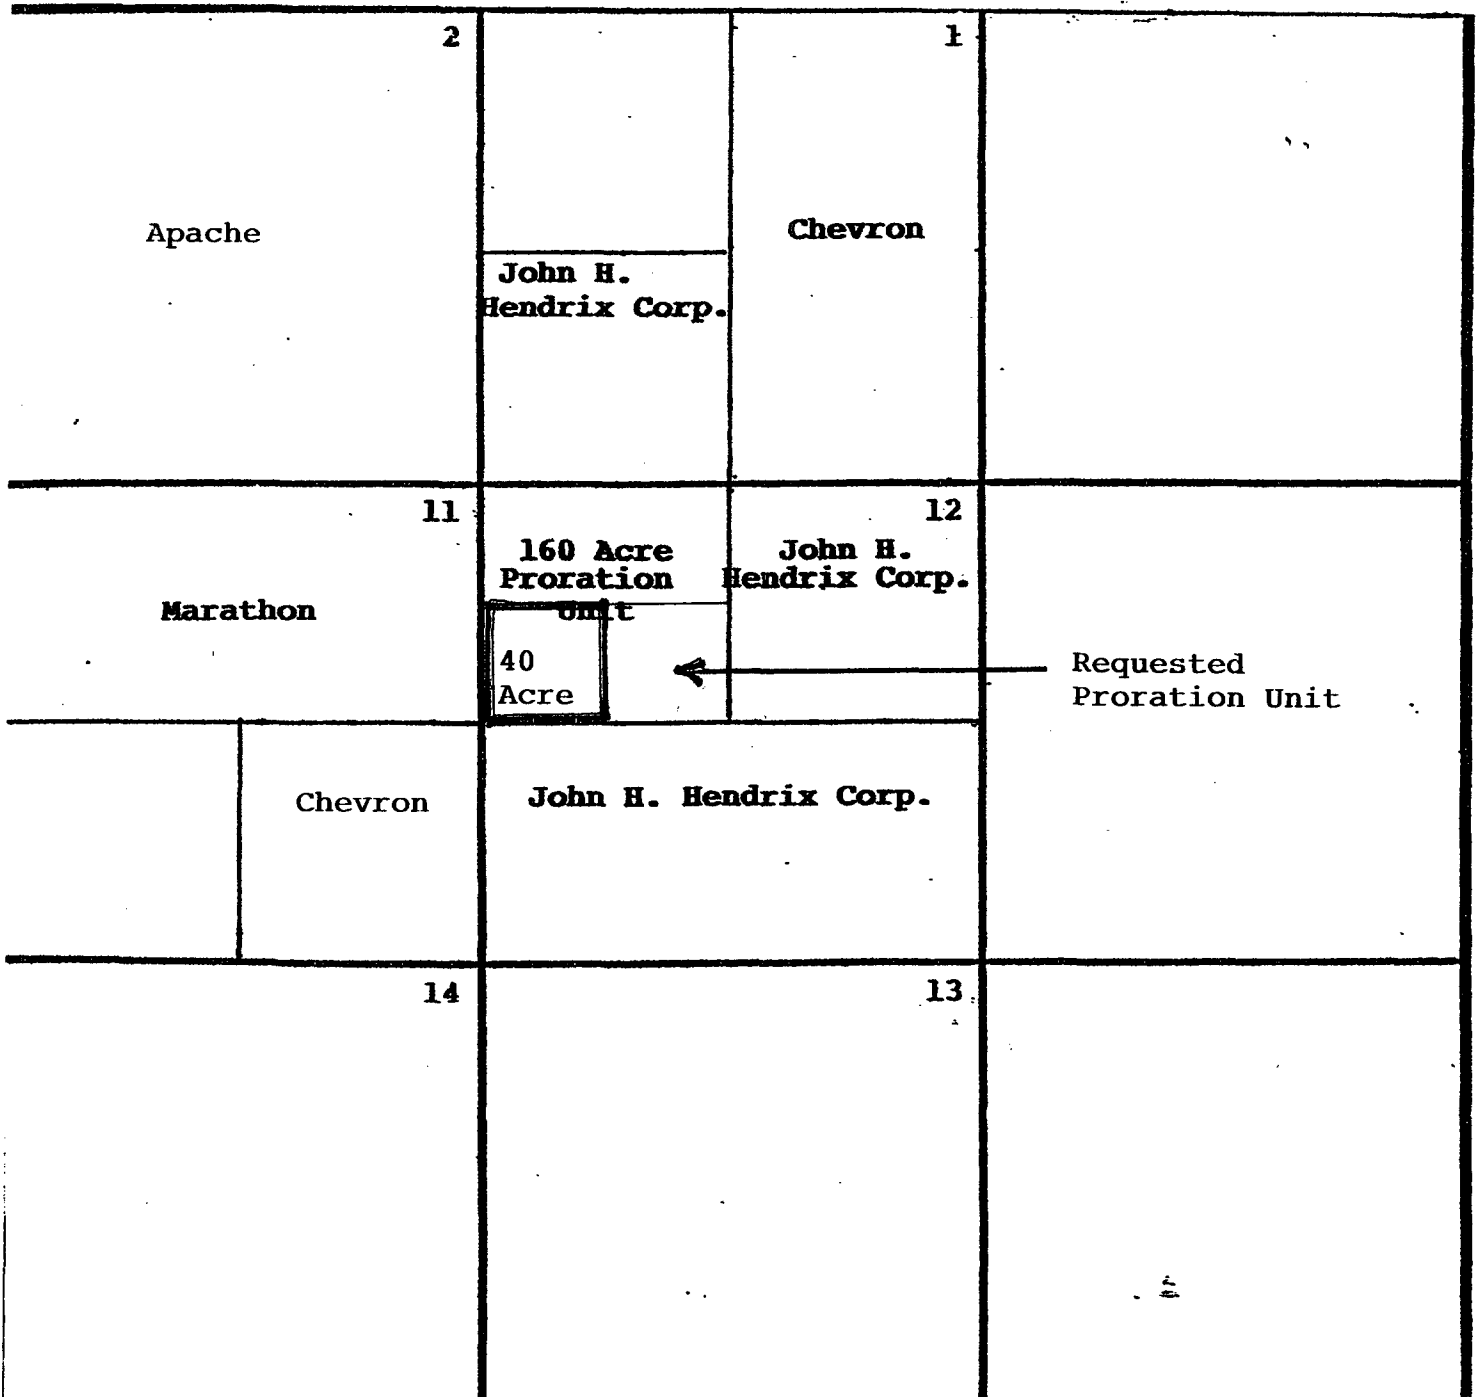 2
1
Apache
Chevron
John H.
Hendrix Corp.
11
12
160 Acre
Proration
Unit
John H.
Hendrix Corp.
Marathon
40
Acre
Requested
Proration Unit
Chevron
John H. Hendrix Corp.
14
13